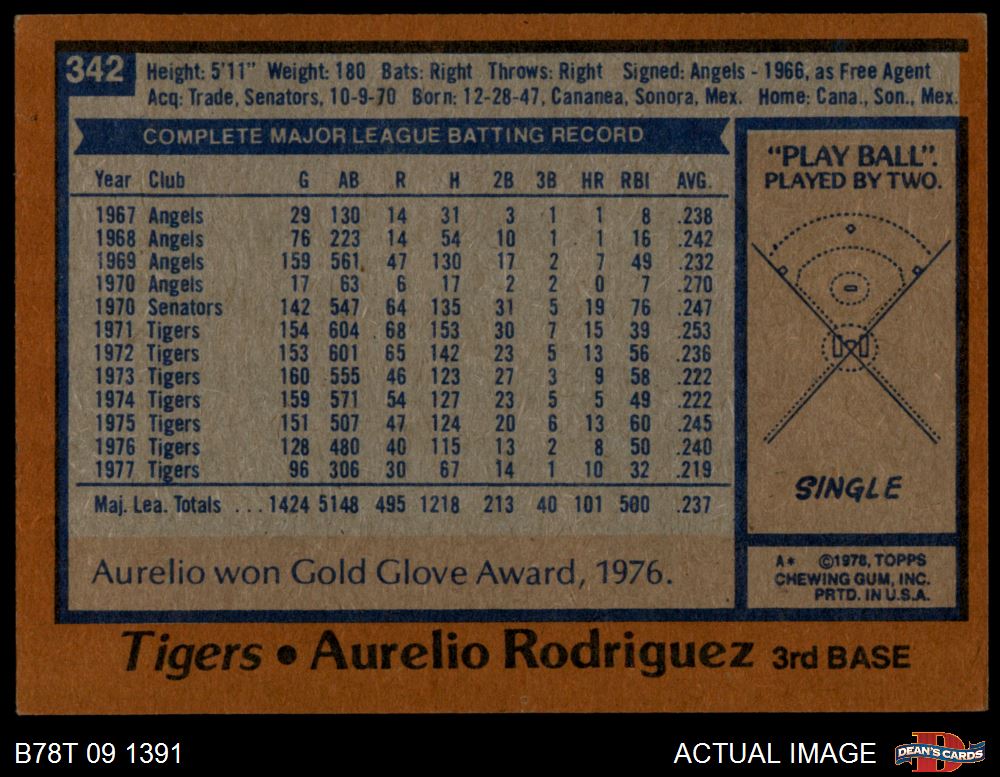 342
Height: 5'11" Weight: 180 Bats: Right Throws: Right Signed: Angels - 1966, as Free Agent
Acq: Trade, Senators, 10-9-70 Born: 12-28-47, Cananea, Sonora, Mex. Home: Cana., Son., Mex.
COMPLETE MAJOR LEAGUE BATTING RECORD
Year Club G AB R H 2B 3B HR RBI AVG.
1967 Angels 29 130 14 31 3 1 1 8 .238
1968 Angels 76 223 14 54 10 1 1 16 .242
1969 Angels 159 561 47 130 17 2 7 49 .232
1970 Angels 17 63 6 17 2 2 0 7 .270
1970 Senators 142 547 64 135 31 5 19 76 .247
1971 Tigers 154 604 68 153 30 7 15 39 .253
1972 Tigers 153 601 65 142 23 5 13 56 .236
1973 Tigers 160 555 46 123 27 3 9 58 .222
1974 Tigers 159 571 54 127 23 5 5 49 .222
1975 Tigers 151 507 47 124 20 6 13 60 .245
1976 Tigers 128 480 40 115 13 2 8 50 .240
1977 Tigers 96 306 30 67 14 1 10 32 .219
Maj. Lea. Totals ... 1424 5148 495 1218 213 40 101 500 .237
Aurelio won Gold Glove Award, 1976.
"PLAY BALL".
PLAYED BY TWO.
SINGLE
A* ©1978, TOPPS
CHEWING GUM, INC.
PRTD. IN U.S.A.
Tigers • Aurelio Rodriguez 3rd BASE
B78T 09 1391
ACTUAL IMAGE
DEAN'S CARDS